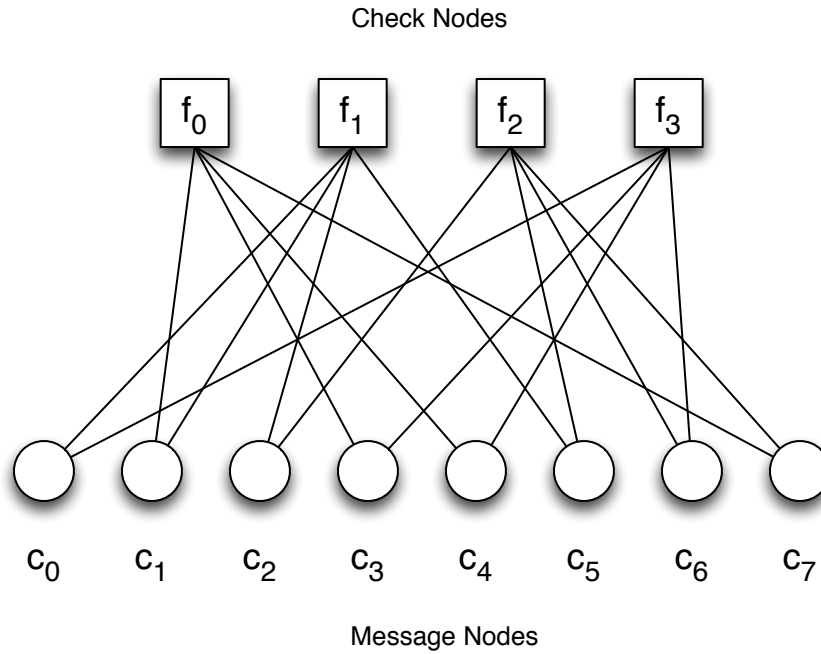 Check Nodes
f₀ f₁ f₂ f₃
c₀ c₁ c₂ c₃ c₄ c₅ c₆ c₇
Message Nodes